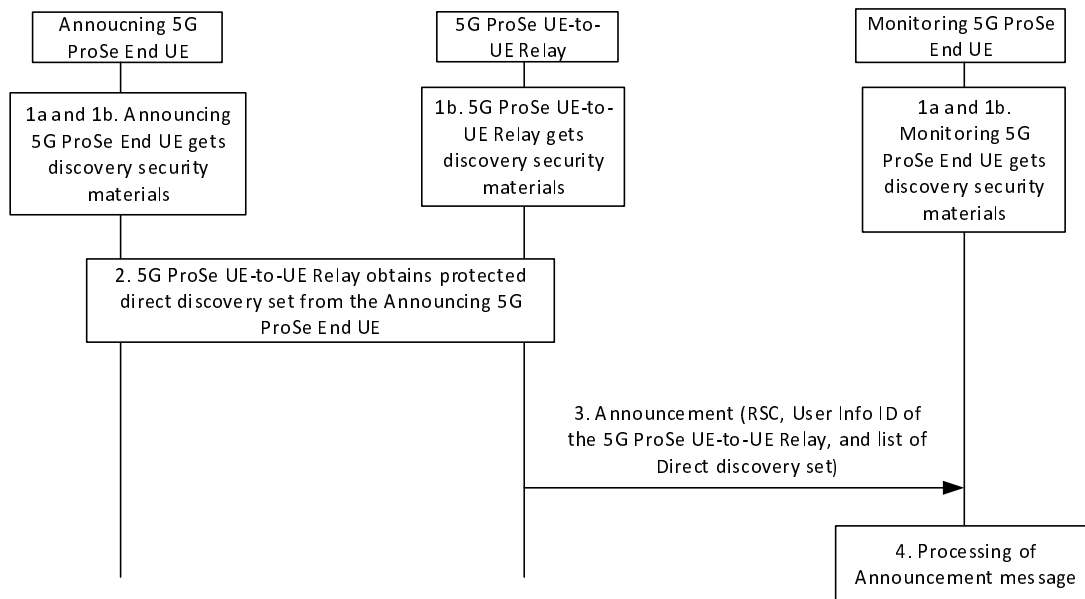 Annoucning 5G
ProSe End UE
5G ProSe UE-to-
UE Relay
Monitoring 5G ProSe
End UE
1a and 1b. Announcing
5G ProSe End UE gets
discovery security
materials
1b. 5G ProSe UE-to-
UE Relay gets
discovery security
materials
1a and 1b.
Monitoring 5G
ProSe End UE gets
discovery security
materials
2. 5G ProSe UE-to-UE Relay obtains protected
direct discovery set from the Announcing 5G
ProSe End UE
3. Announcement (RSC, User Info ID of
the 5G ProSe UE-to-UE Relay, and list of
Direct discovery set)
4. Processing of
Announcement message